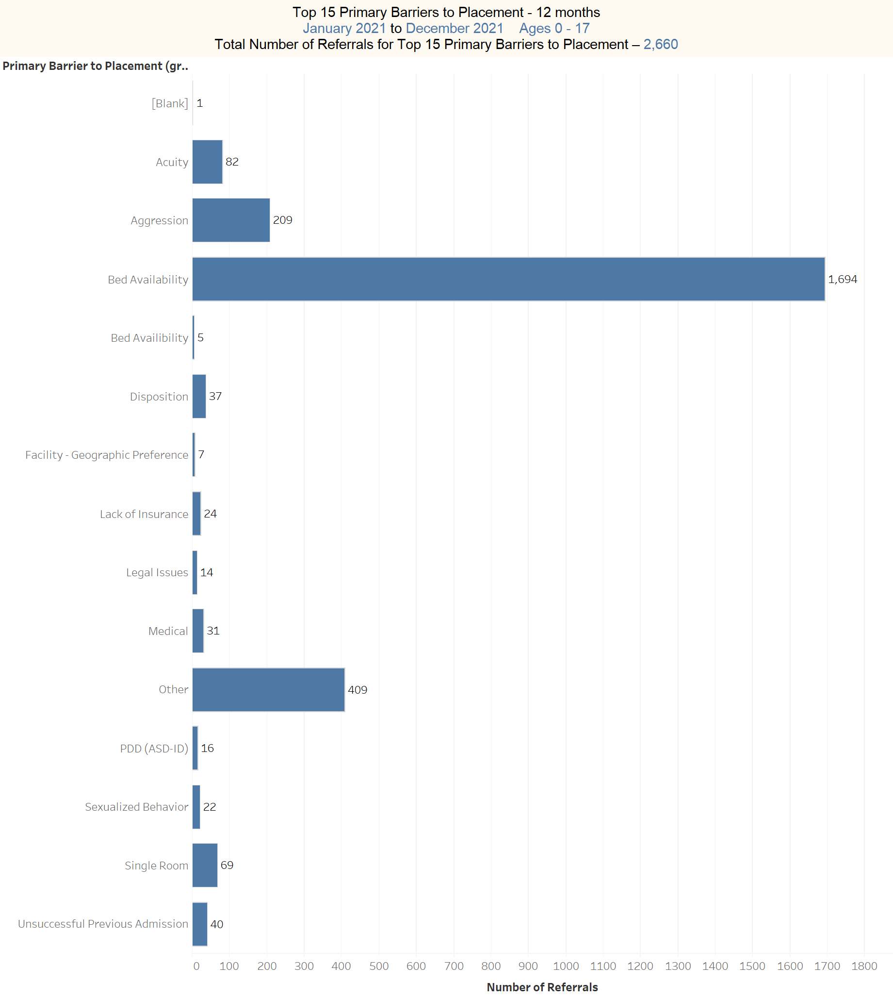 Top 15 Primary Barriers to Placement - 12 months
January 2021 to December 2021 Ages 0 - 17
Total Number of Referrals for Top 15 Primary Barriers to Placement – 2,660
Primary Barrier to Placement (gr..
[Blank] 1
Acuity 82
Aggression 209
Bed Availability 1,694
Bed Availibility 5
Disposition 37
Facility - Geographic Preference 7
Lack of Insurance 24
Legal Issues 14
Medical 31
Other 409
PDD (ASD-ID) 16
Sexualized Behavior 22
Single Room 69
Unsuccessful Previous Admission 40
0 100 200 300 400 500 600 700 800 900 1000 1100 1200 1300 1400 1500 1600 1700 1800
Number of Referrals